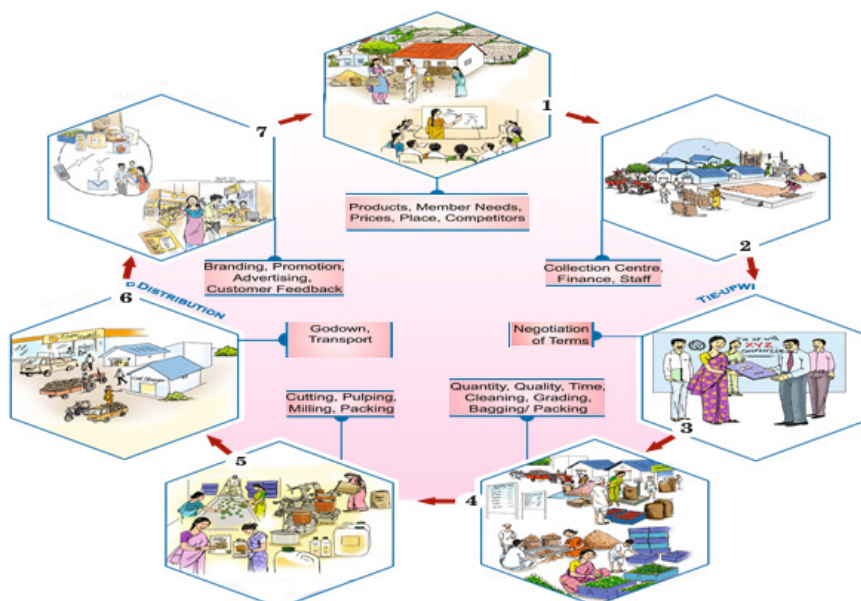 1
Products, Member Needs,
Prices, Place, Competitors
2
Collection Centre,
Finance, Staff
TIE-UPWI
Negotiation
of Terms
XYZ
3
Quantity, Quality, Time,
Cleaning, Grading,
Bagging/ Packing
4
Cutting, Pulping,
Milling, Packing
5
Godown,
Transport
D DISTRIBUTION
6
Branding, Promotion,
Advertising,
Customer Feedback
7